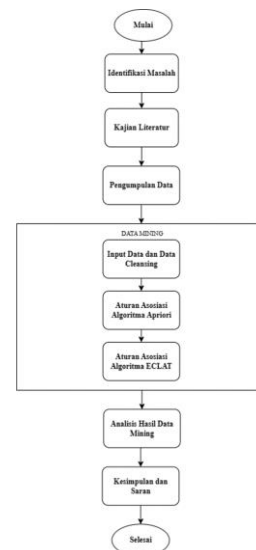 Mulai
Identifikasi Masalah
Kajian Literatur
Pengumpulan Data
DATA MINING
Input Data dan Data
Cleansing
Aturan Asosiasi
Algoritma Apriori
Aturan Asosiasi
Algoritma ECLAT
Analisis Hasil Data
Mining
Kesimpulan dan
Saran
Selesai